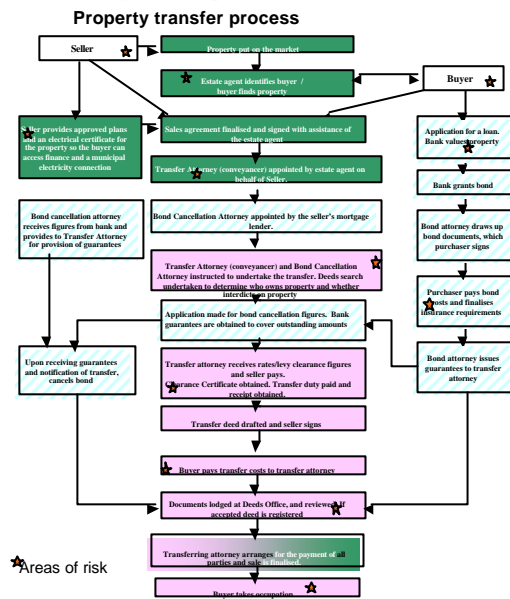 Property transfer process
Seller
Property put on the market
Estate agent identifies buyer /
buyer finds property
Buyer
Seller provides approved plans
and an electrical certificate for
the property so the buyer can
access finance and a municipal
electricity connection
Sales agreement finalised and signed with assistance of
the estate agent
Application for a loan.
Bank values property
Transfer Attorney (conveyancer) appointed by estate agent on
behalf of Seller.
Bank grants bond
Bond cancellation attorney
receives figures from bank and
provides to Transfer Attorney
for provision of guarantees
Bond Cancellation Attorney appointed by the seller's mortgage
lender.
Bond attorney draws up
bond documents, which
purchaser signs
Transfer Attorney (conveyancer) and Bond Cancellation
Attorney instructed to undertake the transfer. Deeds search
undertaken to determine who owns property and whether
interdict on property
Purchaser pays bond
costs and finalises
insurance requirements
Application made for bond cancellation figures. Bank
guarantees are obtained to cover outstanding amounts
Upon receiving guarantees
and notification of transfer,
cancels bond
Transfer attorney receives rates/levy clearance figures
and seller pays.
Clearance Certificate obtained. Transfer duty paid and
receipt obtained.
Bond attorney issues
guarantees to transfer
attorney
Transfer deed drafted and seller signs
Buyer pays transfer costs to transfer attorney
Documents lodged at Deeds Office, and reviewed. If
accepted deed is registered
Transferring attorney arranges for the payment of all
parties and sale is finalised.
Areas of risk
Buyer takes occupation